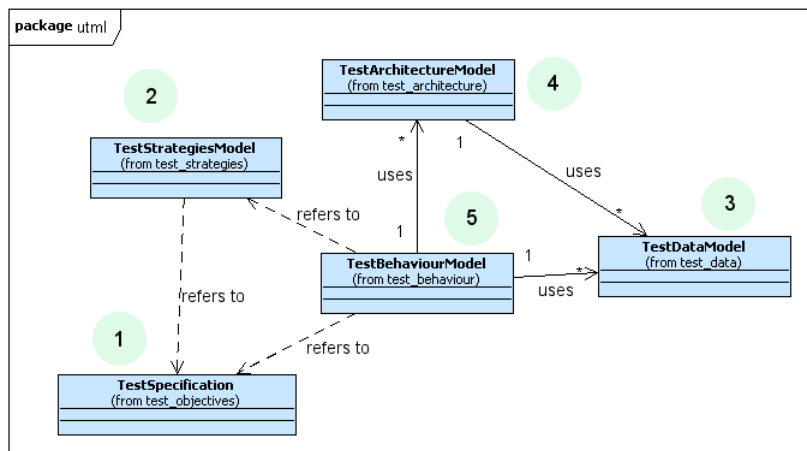 package utml
TestArchitectureModel
(from test_architecture)
4
2
TestStrategiesModel
(from test_strategies)
*
1
uses
uses
refers to
*
3
5
1
1
TestDataModel
(from test_data)
TestBehaviourModel
(from test_behaviour)
*
uses
refers to
1
refers to
TestSpecification
(from test_objectives)